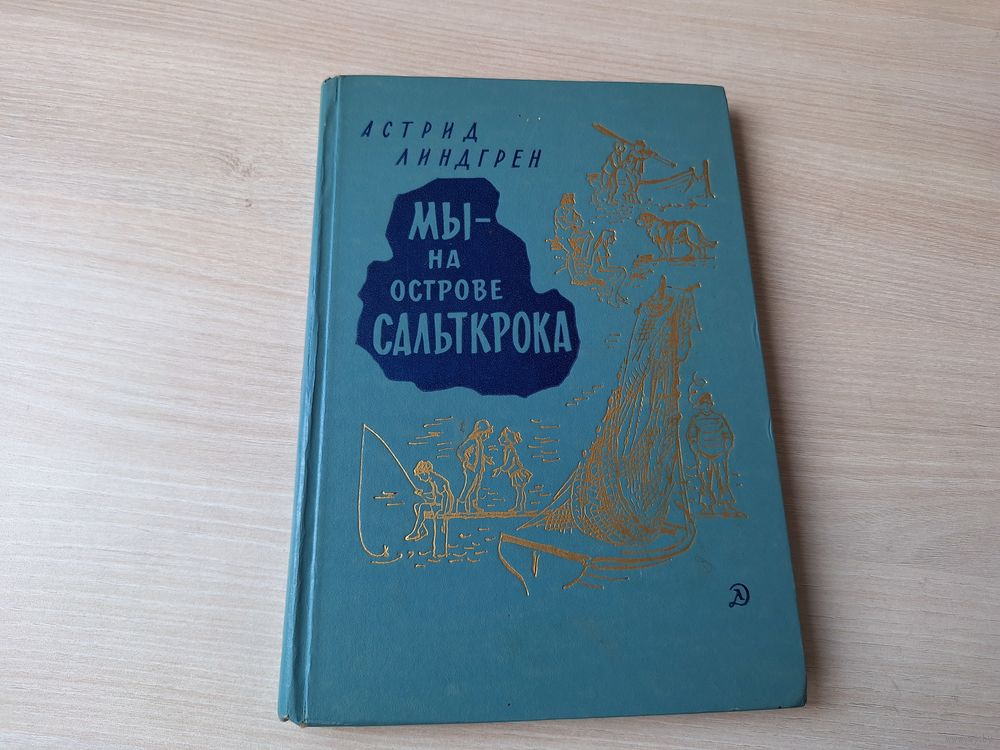 АСТРИД
ЛИНДГРЕН
МЫ-
НА
ОСТРОВЕ
САЛЬТКРОКА